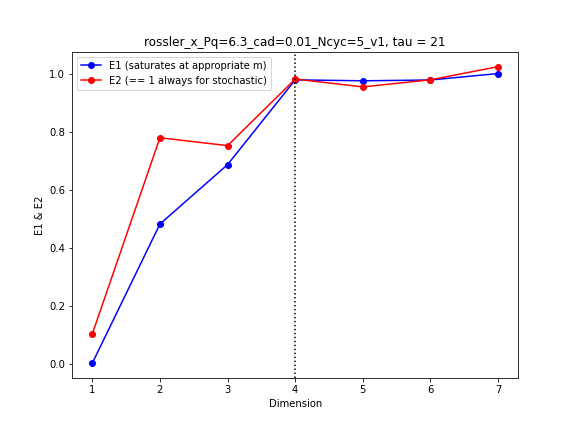 rossler_x_Pq=6.3_cad=0.01_Ncyc=5_v1, tau = 21
E1 (saturates at appropriate m)
E2 (== 1 always for stochastic)
1.0
0.8
0.6
0.4
0.2
0.0
E1 & E2
1 2 3 4 5 6 7
Dimension